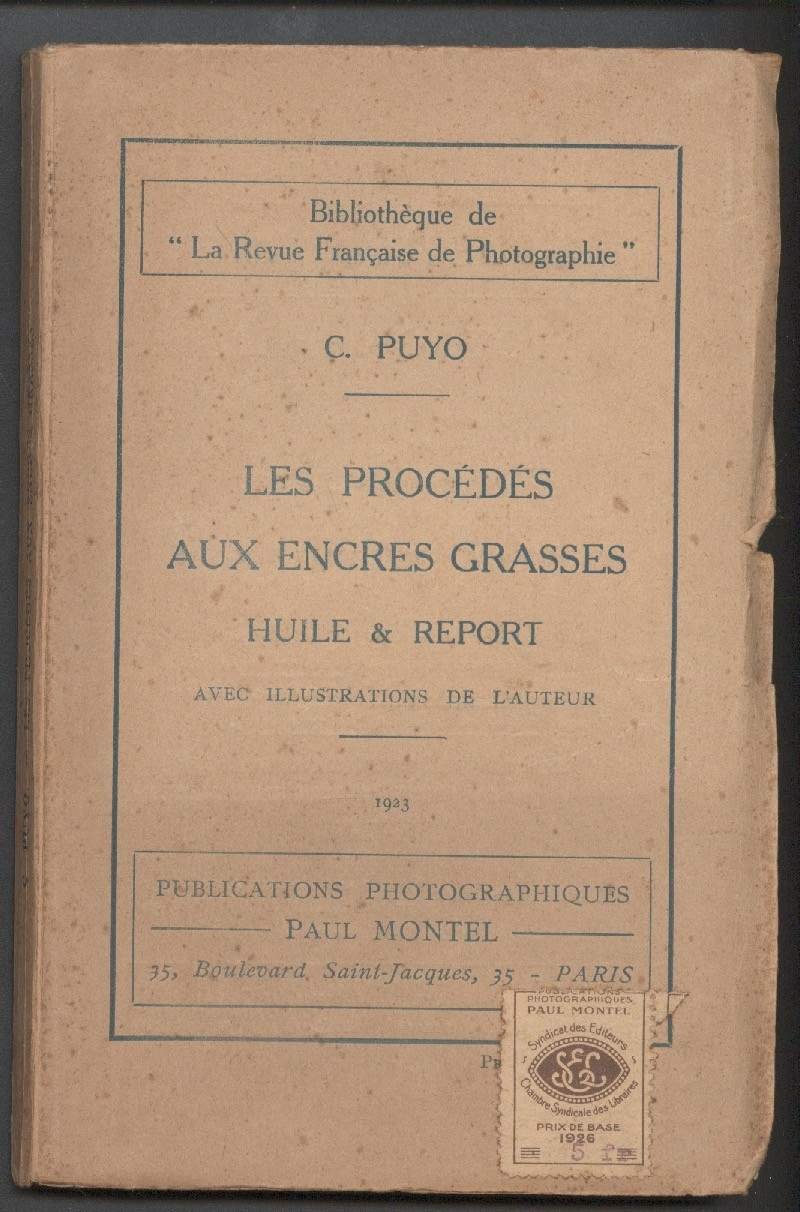 Bibliothèque de
“ La Revue Française de Photographie ”
C. PUYO
LES PROCÉDÉS
AUX ENCRES GRASSES
HUILE & REPORT
AVEC ILLUSTRATIONS DE L'AUTEUR
1923
PUBLICATIONS PHOTOGRAPHIQUES
PAUL MONTEL
35, Boulevard Saint-Jacques, 35 - PARIS
PUBLICATIONS
PHOTOGRAPHIQUES
PAUL MONTEL
Syndicat des Editeurs
Chambre Syndicale des Libraires
PRIX DE BASE
1926
5 f